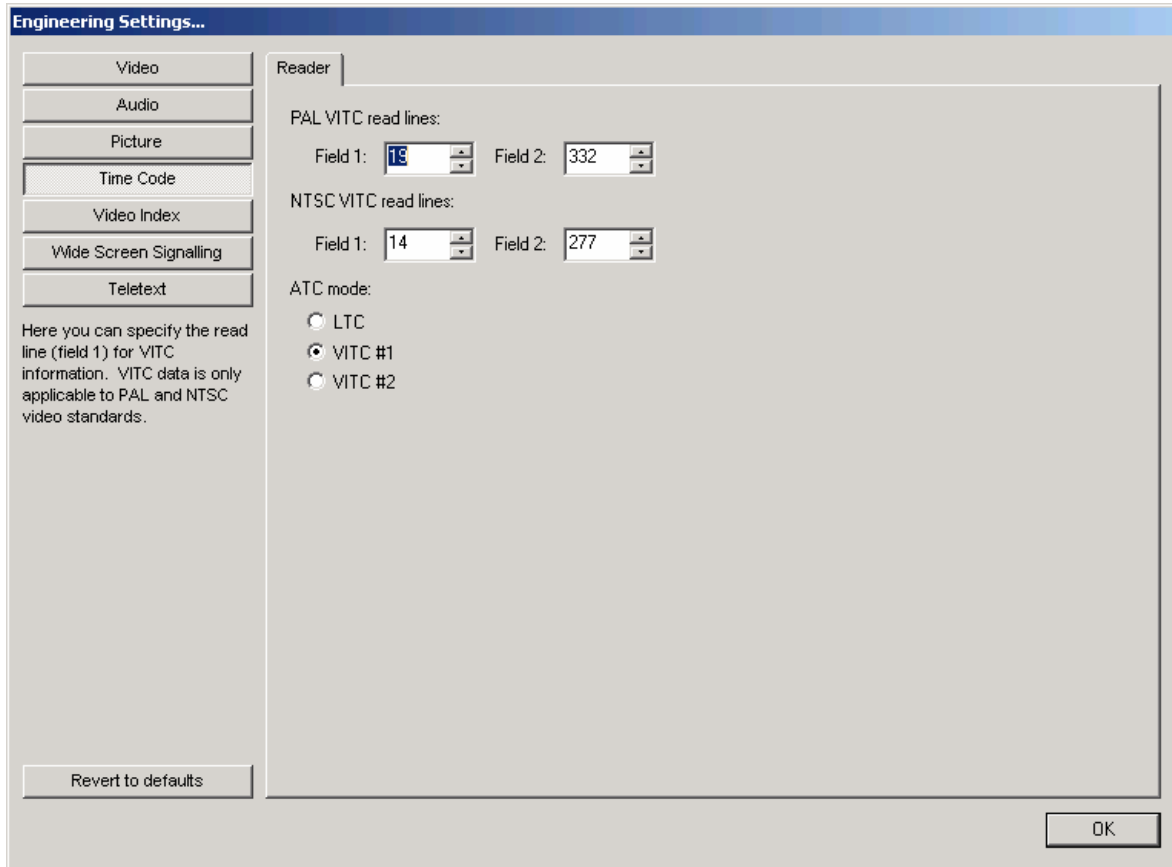 Engineering Settings...
Video
Audio
Picture
Time Code
Video Index
Wide Screen Signalling
Teletext
Here you can specify the read
line (field 1) for VITC
information. VITC data is only
applicable to PAL and NTSC
video standards.
Revert to defaults
Reader
PAL VITC read lines:
Field 1: 19 Field 2: 332
NTSC VITC read lines:
Field 1: 14 Field 2: 277
ATC mode:
LTC
VITC #1
VITC #2
OK